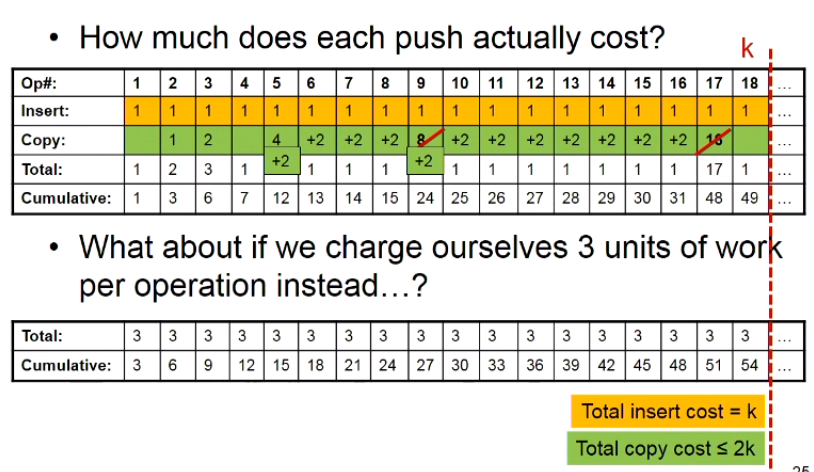 • How much does each push actually cost?
k
Op#: 1 2 3 4 5 6 7 8 9 10 11 12 13 14 15 16 17 18 ...
Insert: 1 1 1 1 1 1 1 1 1 1 1 1 1 1 1 1 1 1 ...
Copy: 1 2 4 +2 +2 +2 8 +2 +2 +2 +2 +2 +2 +2 16 ...
+2 +2
Total: 1 2 3 1 1 1 1 1 1 1 1 1 1 1 17 1 ...
Cumulative: 1 3 6 7 12 13 14 15 24 25 26 27 28 29 30 31 48 49 ...
• What about if we charge ourselves 3 units of work
per operation instead…?
Total: 3 3 3 3 3 3 3 3 3 3 3 3 3 3 3 3 3 3 ...
Cumulative: 3 6 9 12 15 18 21 24 27 30 33 36 39 42 45 48 51 54 ...
Total insert cost = k
Total copy cost ≤ 2k